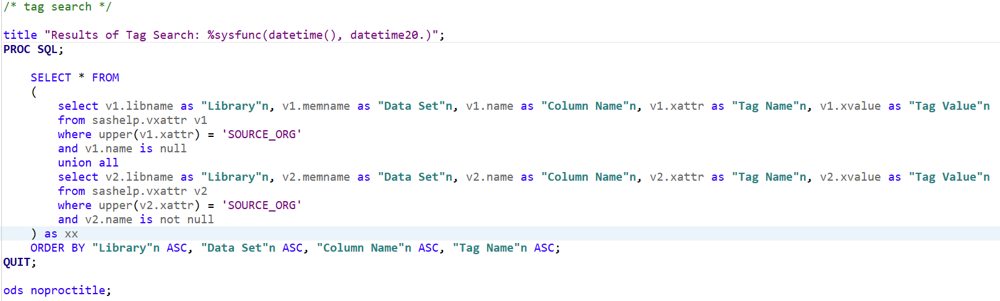 /* tag search */
title "Results of Tag Search: %sysfunc(datetime(), datetime20.)";
PROC SQL;
SELECT * FROM
(
select v1.libname as "Library"n, v1.memname as "Data Set"n, v1.name as "Column Name"n, v1.xattr as "Tag Name"n, v1.xvalue as "Tag Value"n
from sashelp.vxattr v1
where upper(v1.xattr) = 'SOURCE_ORG'
and v1.name is null
union all
select v2.libname as "Library"n, v2.memname as "Data Set"n, v2.name as "Column Name"n, v2.xattr as "Tag Name"n, v2.xvalue as "Tag Value"n
from sashelp.vxattr v2
where upper(v2.xattr) = 'SOURCE_ORG'
and v2.name is not null
) as xx
ORDER BY "Library"n ASC, "Data Set"n ASC, "Column Name"n ASC, "Tag Name"n ASC;
QUIT;
ods noproctitle;